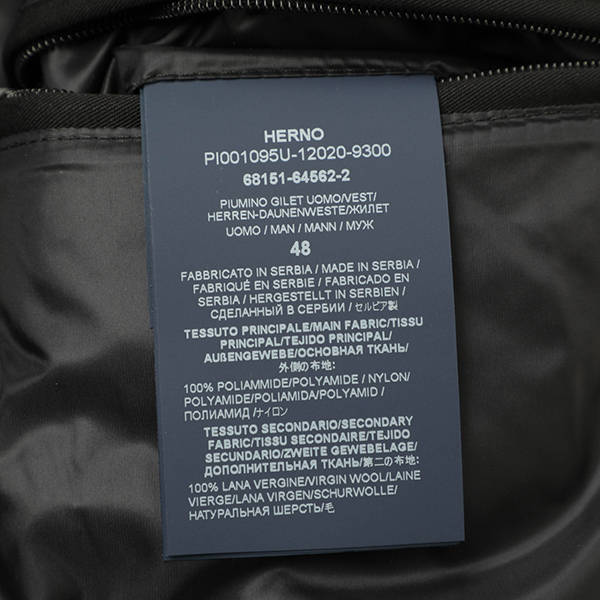 HERNO
PI001095U-12020-9300
68151-64562-2
PIUMINO GILET UOMO/VEST/
HERREN-DAUNENWESTE/ЖИЛЕТ
UOMO / MAN / MANN / МУЖ
48
FABBRICATO IN SERBIA / MADE IN SERBIA
/ FABRIQUÉ EN SERBIE / FABRICADO EN
SERBIA / HERGESTELLT IN SERBIEN /
СДЕЛАННЫЙ В СЕРБИИ / セルビア製
TESSUTO PRINCIPALE/MAIN FABRIC/TISSU
PRINCIPAL/TEJIDO PRINCIPAL/
AUßENGEWEBE/ОСНОВНАЯ ТКАНЬ/
外側の布地:
100% POLIAMMIDE/POLYAMIDE / NYLON/
POLYAMIDE/POLIAMIDA/POLYAMID /
ПОЛИАМИД /ナイロン
TESSUTO SECONDARIO/SECONDARY
FABRIC/TISSU SECONDAIRE/TEJIDO
SECUNDARIO/ZWEITE GEWEBELAGE/
ДОПОЛНИТЕЛЬНАЯ ТКАНЬ/第二の布地:
100% LANA VERGINE/VIRGIN WOOL/LAINE
VIERGE/LANA VIRGEN/SCHURWOLLE/
НАТУРАЛЬНАЯ ШЕРСТЬ/毛